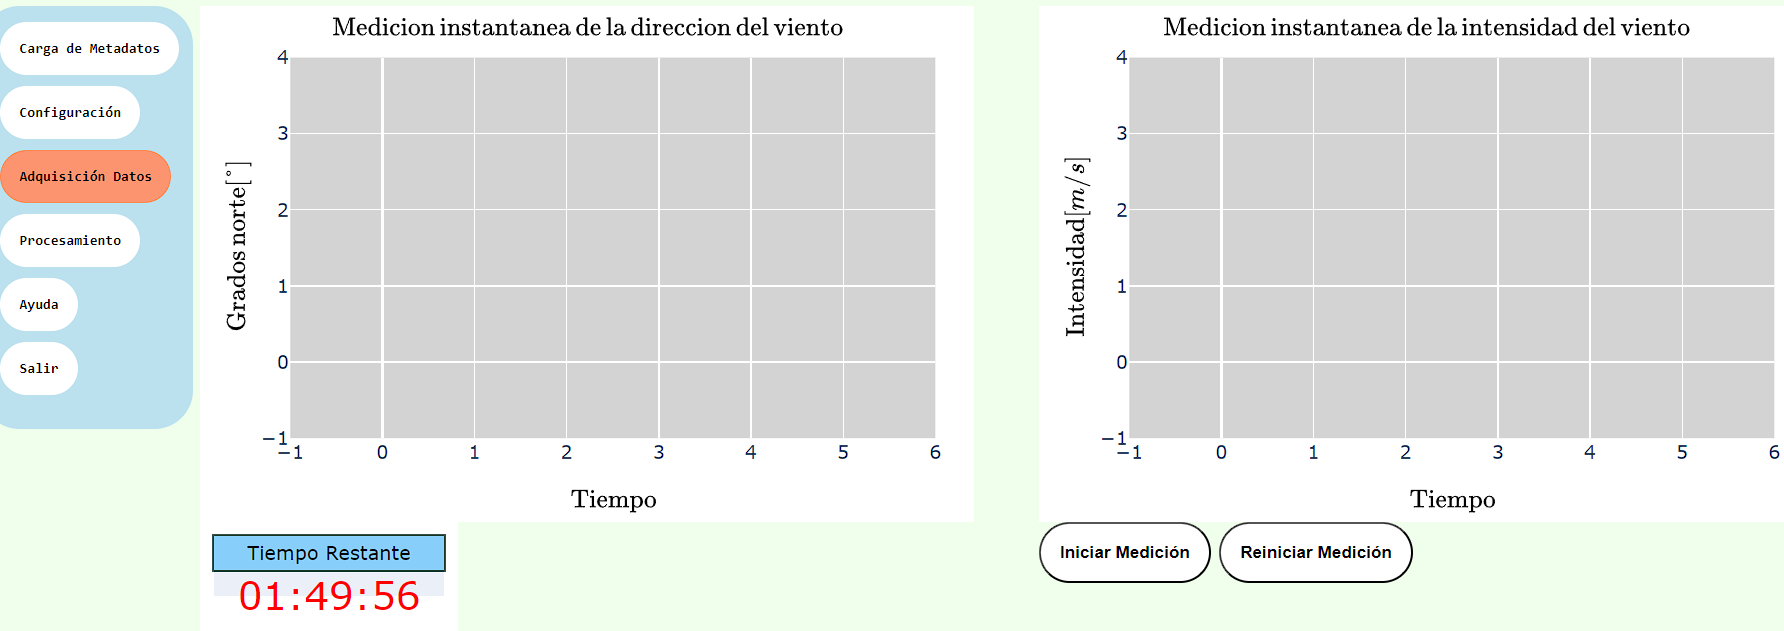 Carga de Metadatos
Configuración
Adquisición Datos
Procesamiento
Ayuda
Salir
Medicion instantanea de la direccion del viento
4
3
2
1
0
−1
Grados norte[°]
−1 0 1 2 3 4 5 6
Tiempo
Medicion instantanea de la intensidad del viento
4
3
2
1
0
−1
Intensidad[m/s]
−1 0 1 2 3 4 5 6
Tiempo
Tiempo Restante
01:49:56
Iniciar Medición
Reiniciar Medición